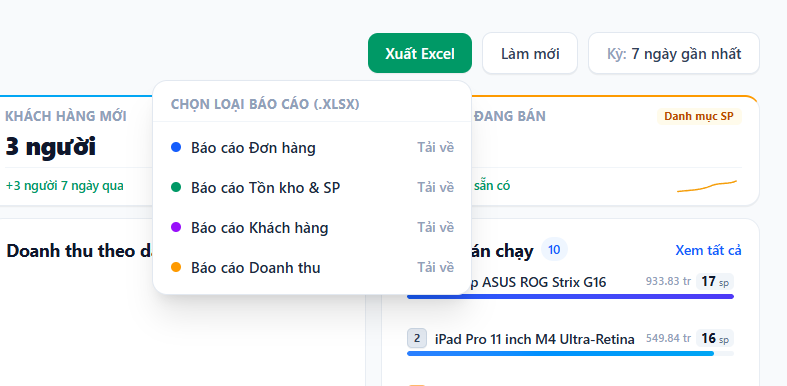 Xuất Excel
Làm mới
Kỳ: 7 ngày gần nhất
CHỌN LOẠI BÁO CÁO (.XLSX)
Báo cáo Đơn hàng Tải về
Báo cáo Tồn kho & SP Tải về
Báo cáo Khách hàng Tải về
Báo cáo Doanh thu Tải về
KHÁCH HÀNG MỚI
3 người
+3 người 7 ngày qua
ĐANG BÁN
Danh mục SP
sẵn có
Doanh thu theo
chạy 10
Xem tất cả
ASUS ROG Strix G16 933.83 tr 17 sp
2 iPad Pro 11 inch M4 Ultra-Retina 549.84 tr 16 sp